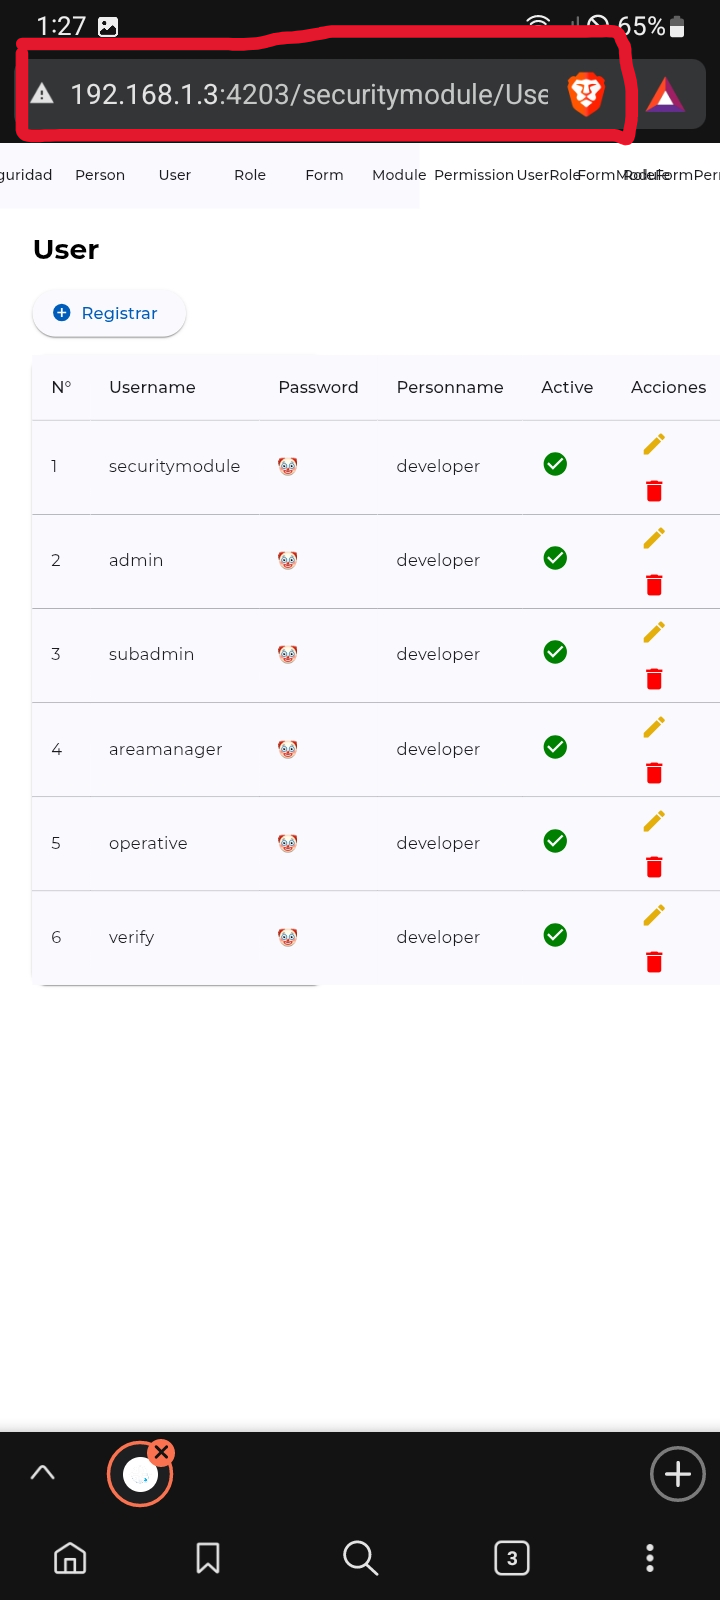 1:27 65%
192.168.1.3:4203/securitymodule/Use
guridad Person User Role Form Module Permission UserRole FormModule RoleFormPer
User
Registrar
N° Username Password Personname Active Acciones
1 securitymodule 🤡 developer
2 admin 🤡 developer
3 subadmin 🤡 developer
4 areamanager 🤡 developer
5 operative 🤡 developer
6 verify 🤡 developer
3